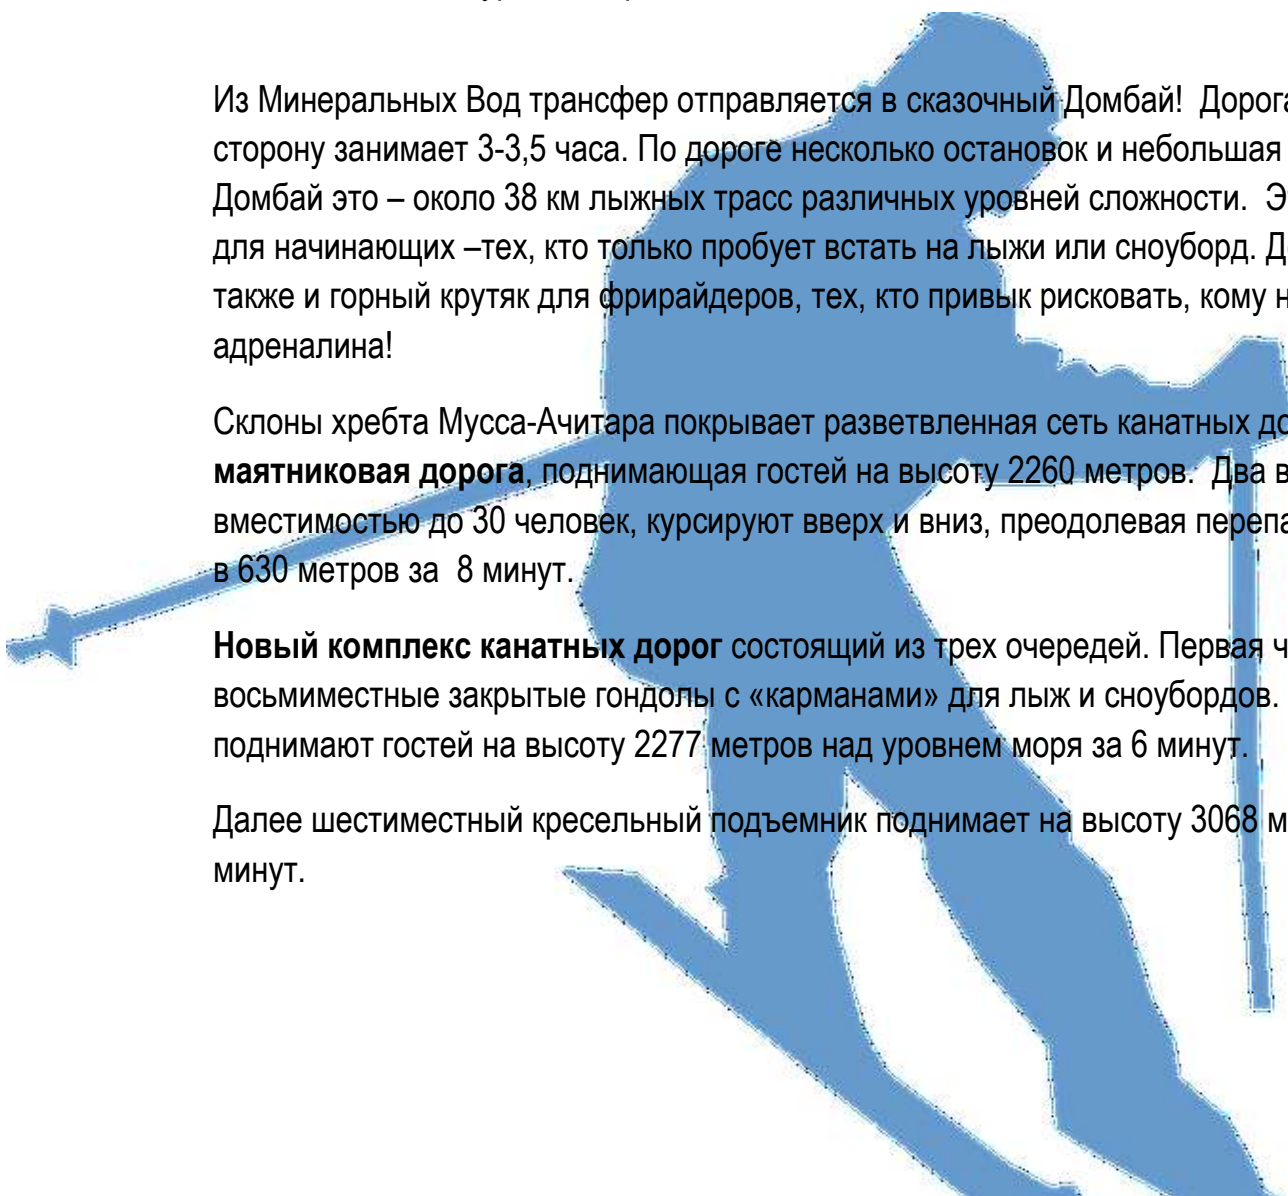 Из Минеральных Вод трансфер отправляется в сказочный Домбай! Дорога
сторону занимает 3-3,5 часа. По дороге несколько остановок и небольшая
Домбай это – около 38 км лыжных трасс различных уровней сложности.
для начинающих –тех, кто только пробует встать на лыжи или сноуборд.
также и горный крутяк для фрирайдеров, тех, кто привык рисковать, кому
адреналина!
Склоны хребта Мусса-Ачитара покрывает разветвленная сеть канатных
маятниковая дорога, поднимающая гостей на высоту 2260 метров. Два
вместимостью до 30 человек, курсируют вверх и вниз, преодолевая
в 630 метров за 8 минут.
Новый комплекс канатных дорог состоящий из трех очередей. Первая
восьмиместные закрытые гондолы с «карманами» для лыж и сноубордов.
поднимают гостей на высоту 2277 метров над уровнем моря за 6 минут.
Далее шестиместный кресельный подъемник поднимает на высоту 3068
минут.